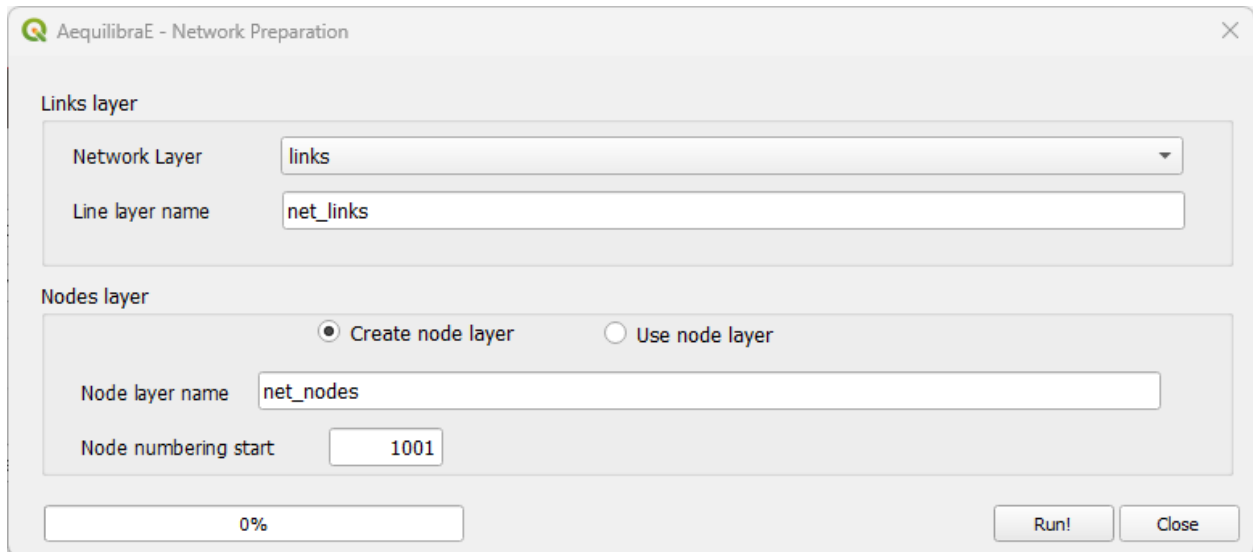 AequilibraE - Network Preparation
Links layer
Network Layer links
Line layer name net_links
Nodes layer
Create node layer Use node layer
Node layer name net_nodes
Node numbering start 1001
0% Run! Close